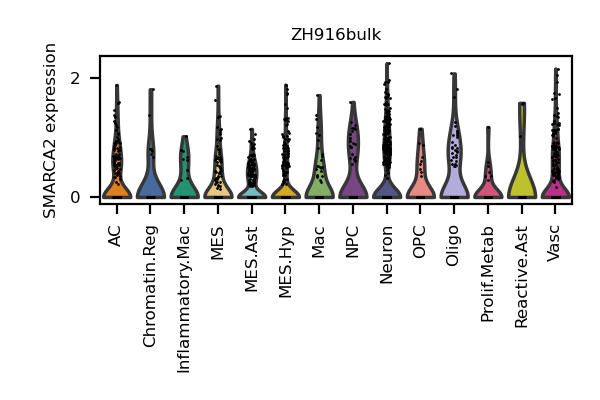 ZH916bulk
SMARCA2 expression
2
0
AC
Chromatin.Reg
Inflammatory.Mac
MES
MES.Ast
MES.Hyp
Mac
NPC
Neuron
OPC
Oligo
Prolif.Metab
Reactive.Ast
Vasc